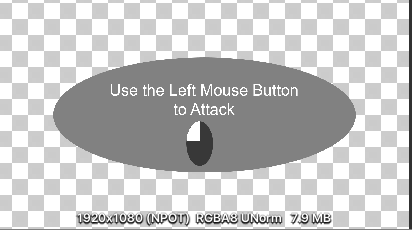 Use the Left Mouse Button
to Attack
1920x1080 (NPOT)  RGBA8 UNorm   7.9 MB